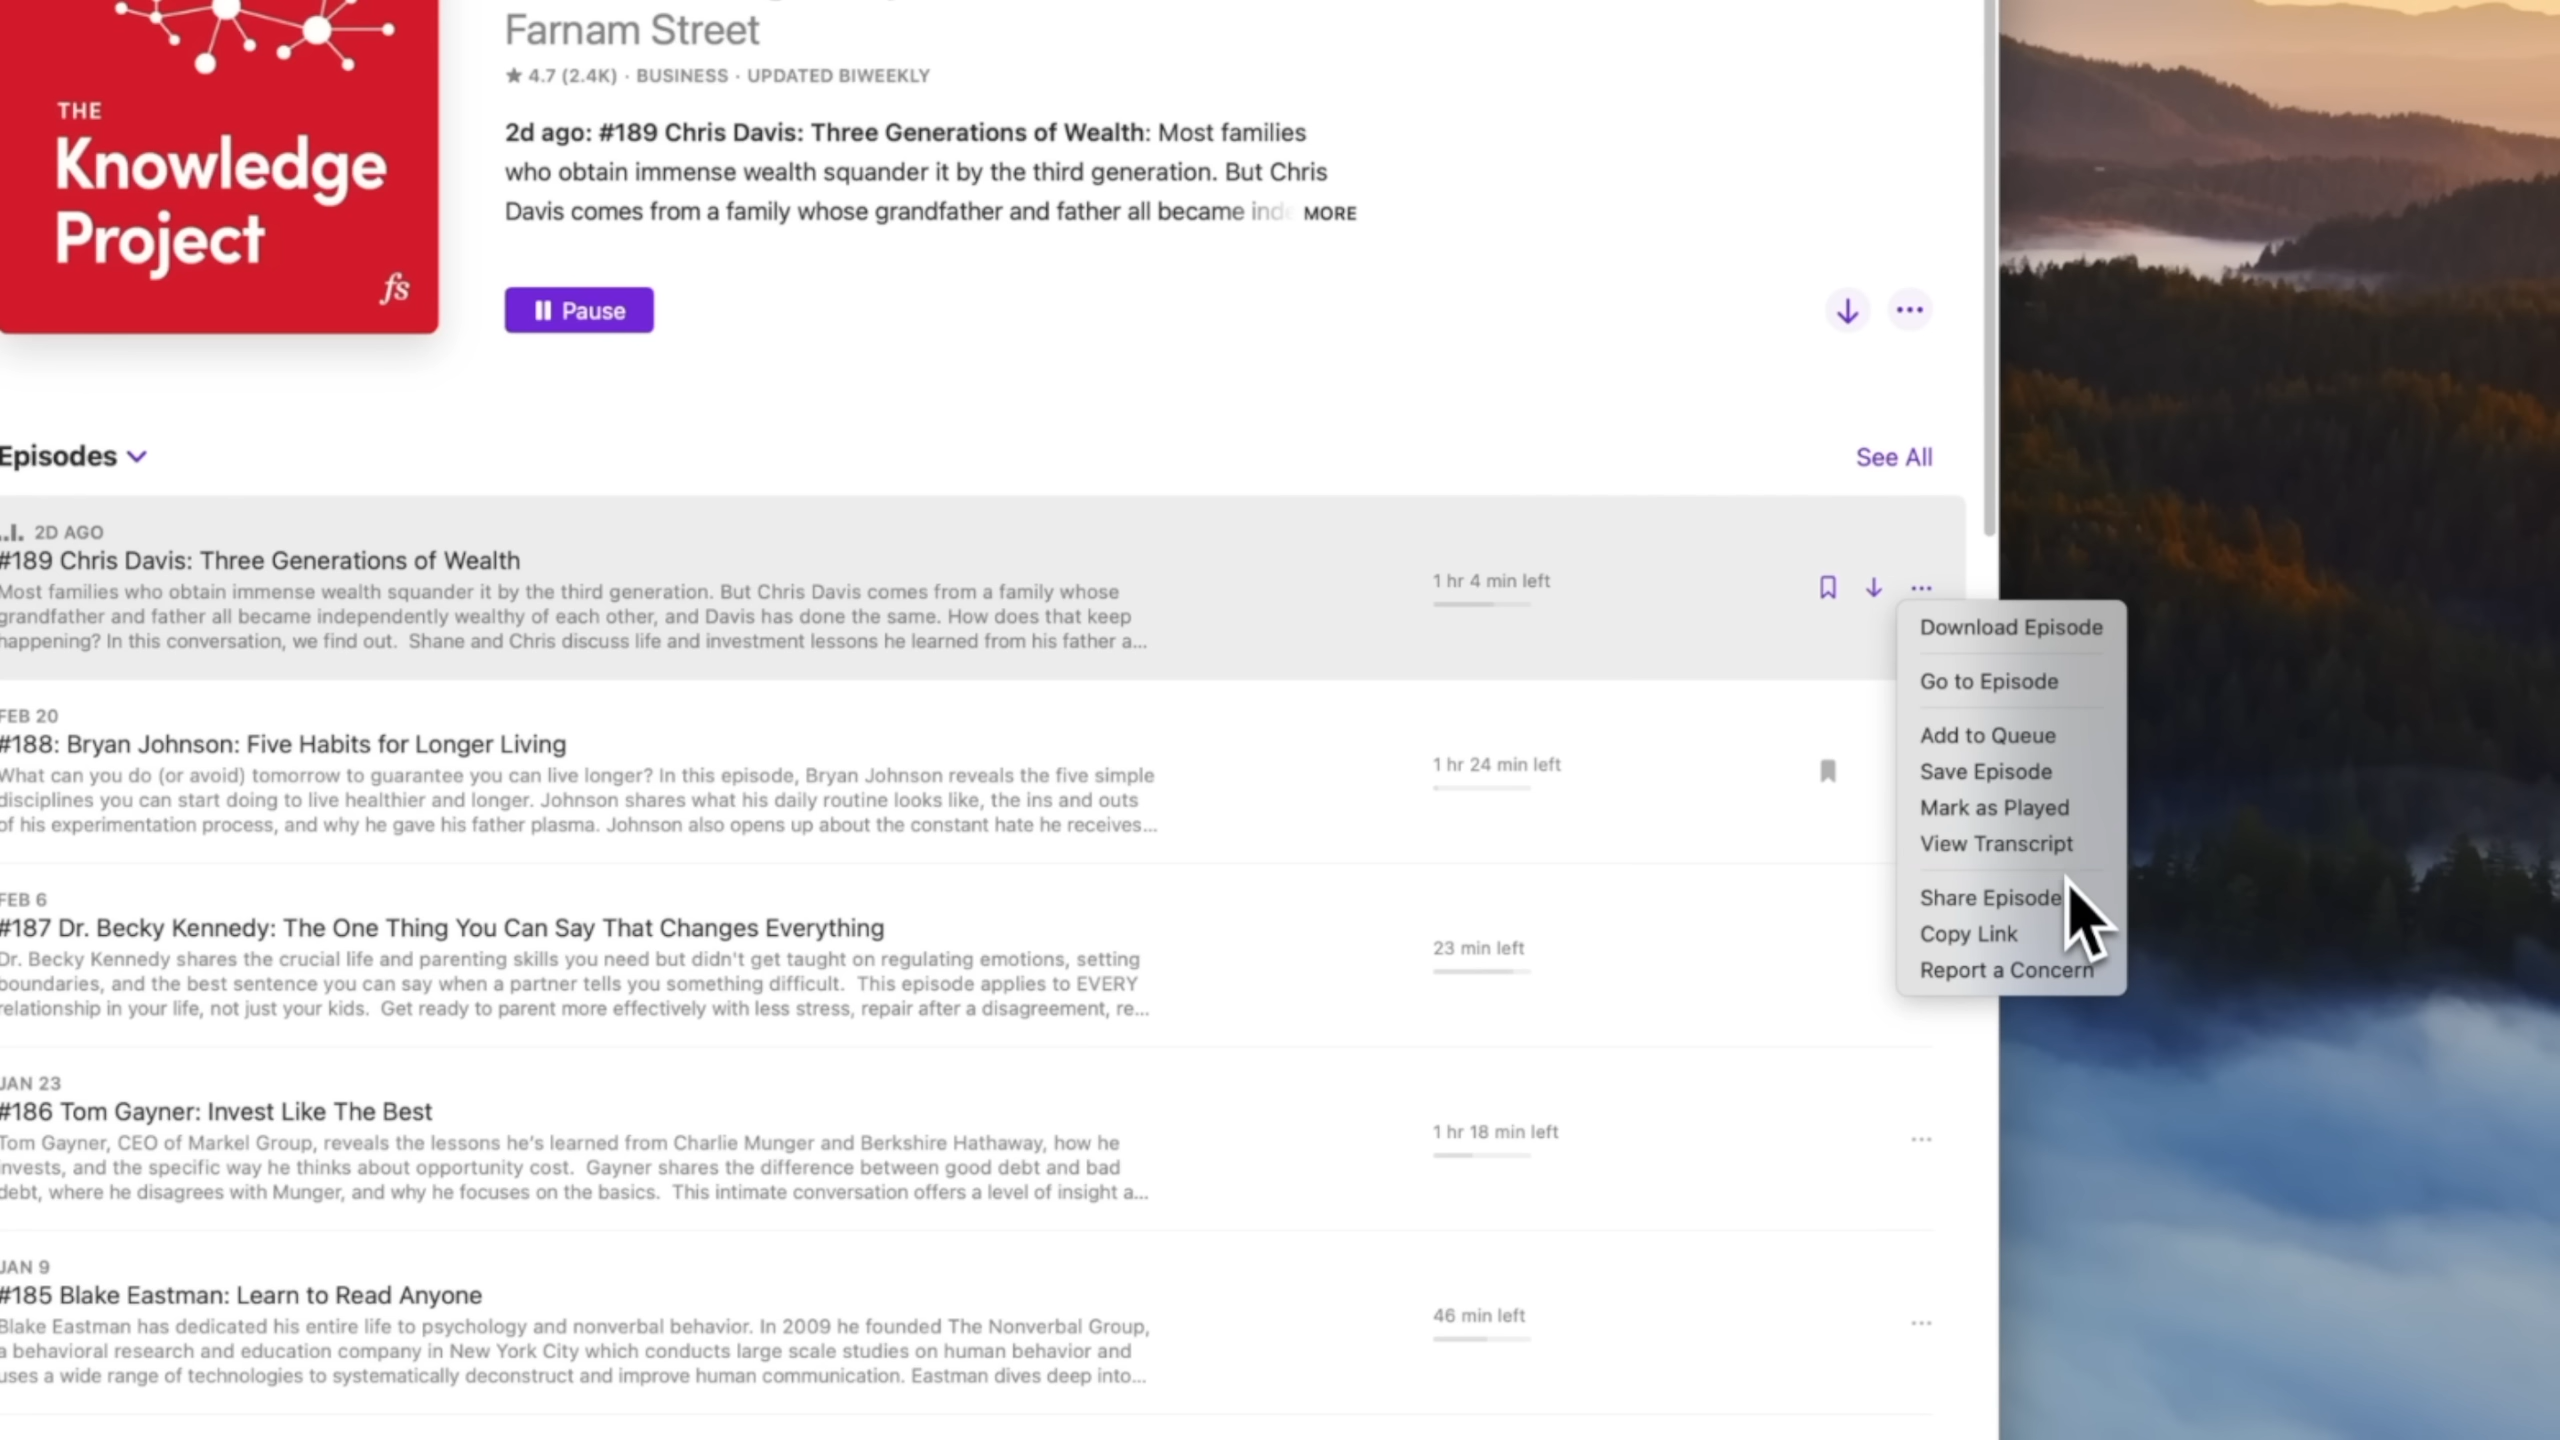 Farnam Street
★ 4.7 (2.4K) · BUSINESS · UPDATED BIWEEKLY
THE
Knowledge
Project
fs
2d ago: #189 Chris Davis: Three Generations of Wealth: Most families
who obtain immense wealth squander it by the third generation. But Chris
Davis comes from a family whose grandfather and father all became inde MORE
Pause
Episodes
See All
2D AGO
#189 Chris Davis: Three Generations of Wealth
Most families who obtain immense wealth squander it by the third generation. But Chris Davis comes from a family whose
grandfather and father all became independently wealthy of each other, and Davis has done the same. How does that keep
happening? In this conversation, we find out. Shane and Chris discuss life and investment lessons he learned from his father a...
1 hr 4 min left
FEB 20
#188: Bryan Johnson: Five Habits for Longer Living
What can you do (or avoid) tomorrow to guarantee you can live longer? In this episode, Bryan Johnson reveals the five simple
disciplines you can start doing to live healthier and longer. Johnson shares what his daily routine looks like, the ins and outs
of his experimentation process, and why he gave his father plasma. Johnson also opens up about the constant hate he receives...
1 hr 24 min left
FEB 6
#187 Dr. Becky Kennedy: The One Thing You Can Say That Changes Everything
Dr. Becky Kennedy shares the crucial life and parenting skills you need but didn't get taught on regulating emotions, setting
boundaries, and the best sentence you can say when a partner tells you something difficult. This episode applies to EVERY
relationship in your life, not just your kids. Get ready to parent more effectively with less stress, repair after a disagreement, re...
23 min left
JAN 23
#186 Tom Gayner: Invest Like The Best
Tom Gayner, CEO of Markel Group, reveals the lessons he's learned from Charlie Munger and Berkshire Hathaway, how he
invests, and the specific way he thinks about opportunity cost. Gayner shares the difference between good debt and bad
debt, where he disagrees with Munger, and why he focuses on the basics. This intimate conversation offers a level of insight a...
1 hr 18 min left
JAN 9
#185 Blake Eastman: Learn to Read Anyone
Blake Eastman has dedicated his entire life to psychology and nonverbal behavior. In 2009 he founded The Nonverbal Group,
a behavioral research and education company in New York City which conducts large scale studies on human behavior and
uses a wide range of technologies to systematically deconstruct and improve human communication. Eastman dives deep into...
46 min left
Download Episode
Go to Episode
Add to Queue
Save Episode
Mark as Played
View Transcript
Share Episode
Copy Link
Report a Concern